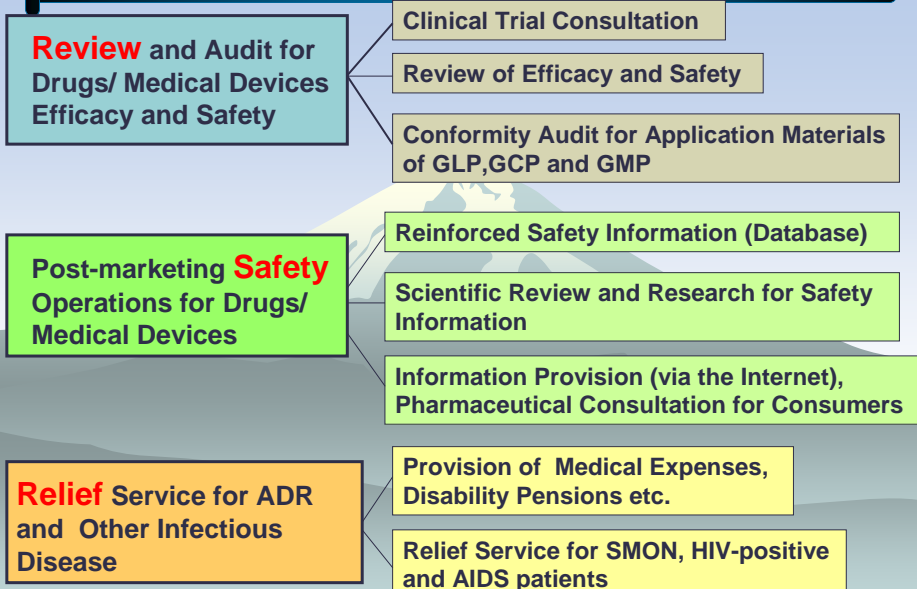 Review and Audit for
Drugs/ Medical Devices
Efficacy and Safety
Clinical Trial Consultation
Review of Efficacy and Safety
Conformity Audit for Application Materials
of GLP,GCP and GMP
Post-marketing Safety
Operations for Drugs/
Medical Devices
Reinforced Safety Information (Database)
Scientific Review and Research for Safety
Information
Information Provision (via the Internet),
Pharmaceutical Consultation for Consumers
Relief Service for ADR
and Other Infectious
Disease
Provision of Medical Expenses,
Disability Pensions etc.
Relief Service for SMON, HIV-positive
and AIDS patients